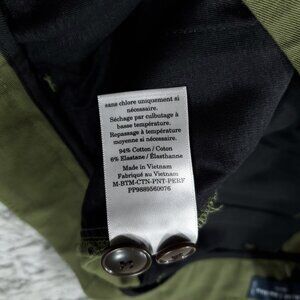 sans chlore uniquement si
nécessaire.
Séchage par culbutage à
basse température.
Repassage à température
moyenne si nécessaire.
94% Cotton / Coton
6% Elastane / Élasthanne
Made in Vietnam
Fabriqué au Vietnam
M-BTM-CTN-PNT-PERF
PP9689560076